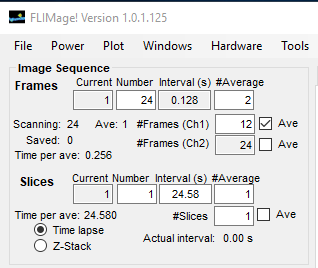 FLIMage! Version 1.0.1.125
File Power Plot Windows Hardware Tools
Image Sequence
Frames Current Number Interval (s) #Average
1 24 0.128 2
Scanning: 24 Ave: 1 #Frames (Ch1) 12 Ave
Saved: 0 #Frames (Ch2) 24 Ave
Time per ave: 0.256
Slices Current Number Interval (s) #Average
1 1 24.58 1
Time per ave: 24.580 #Slices 1 Ave
Time lapse
Z-Stack Actual interval: 0.00 s